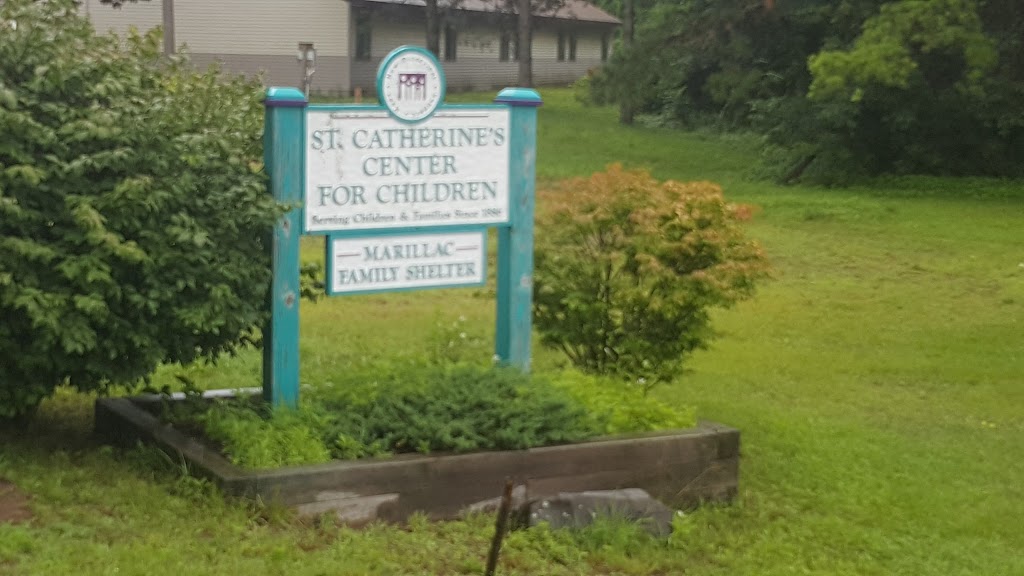 ST. CATHERINE'S
CENTER
FOR CHILDREN
Serving Children & Families Since 1886
MARILLAC
FAMILY SHELTER